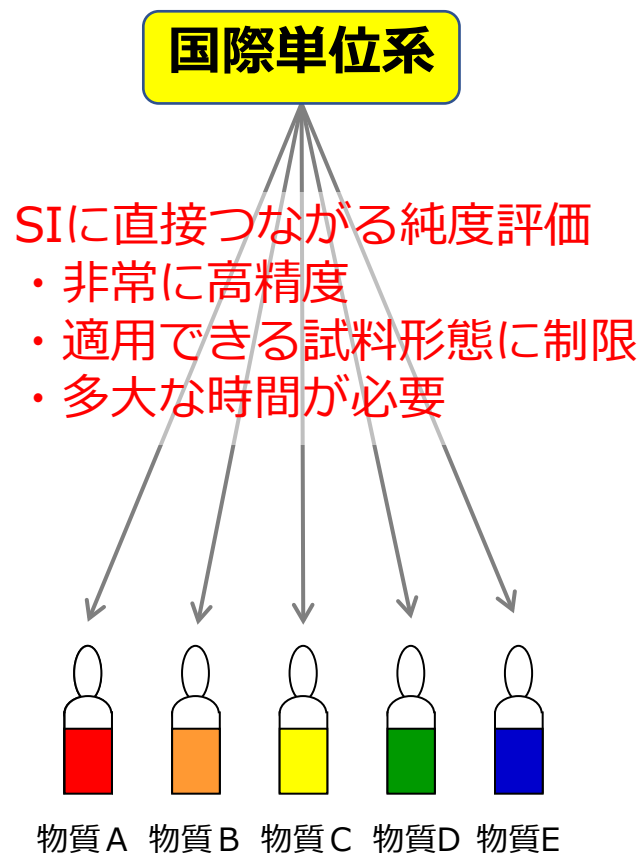 国際単位系
SIに直接つながる純度評価
・非常に高精度
・適用できる試料形態に制限
・多大な時間が必要
物質A 物質B 物質C 物質D 物質E